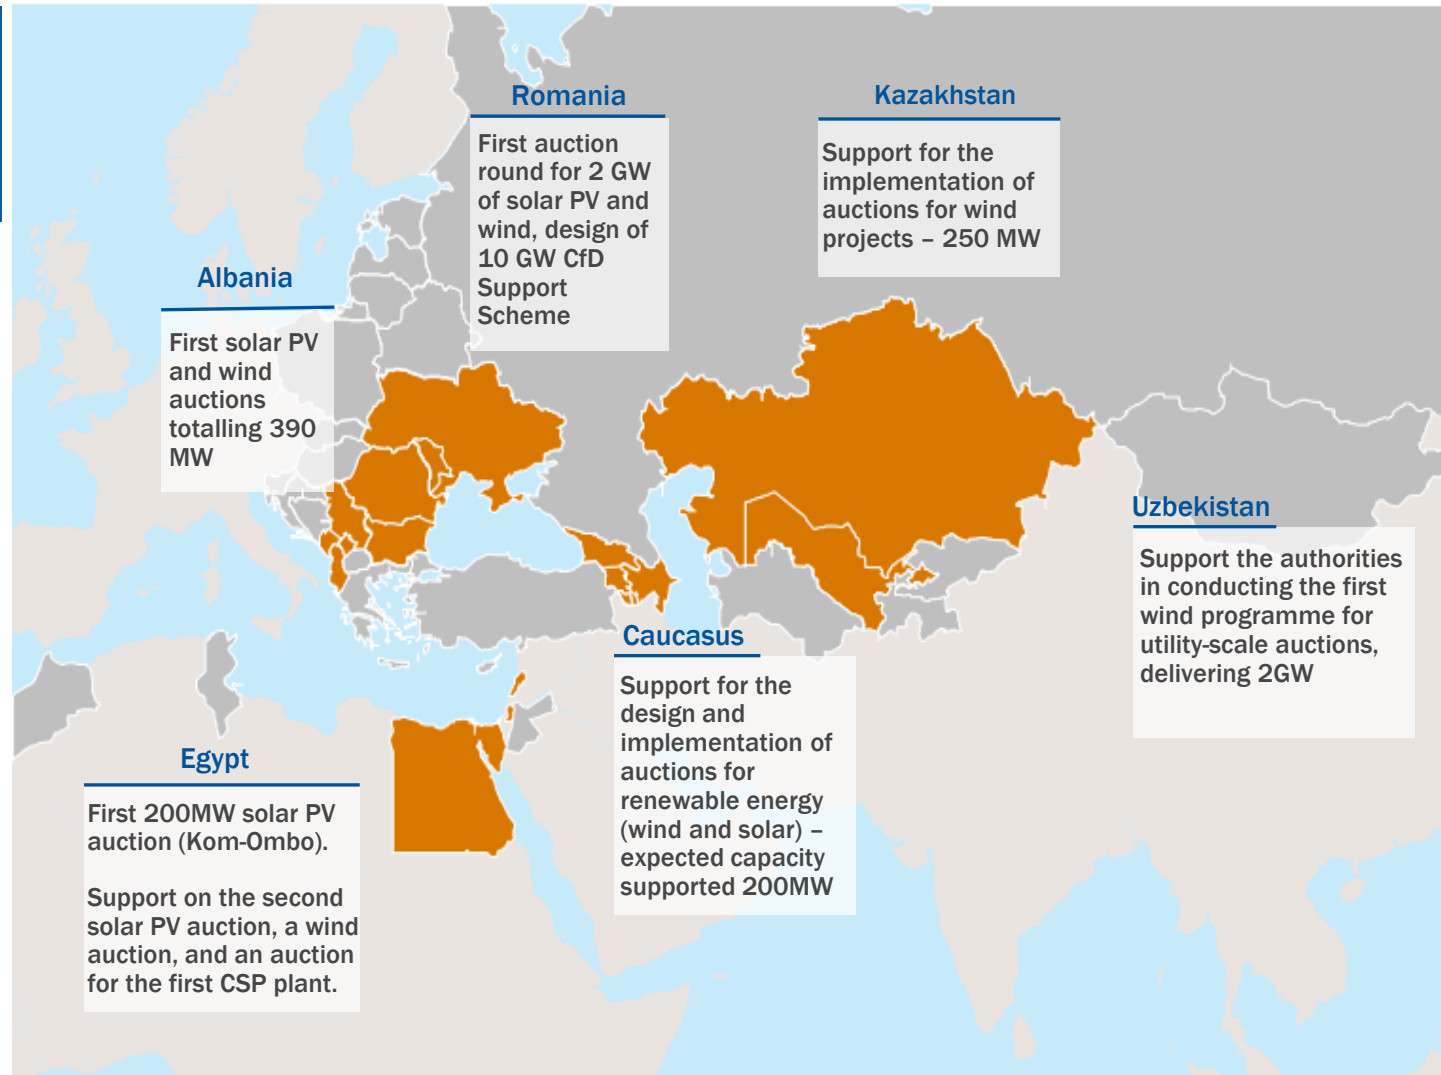 Romania
First auction
round for 2 GW
of solar PV and
wind, design of
10 GW CfD
Support
Scheme
Kazakhstan
Support for the
implementation of
auctions for wind
projects – 250 MW
Albania
First solar PV
and wind
auctions
totalling 390
MW
Uzbekistan
Support the authorities
in conducting the first
wind programme for
utility-scale auctions,
delivering 2GW
Caucasus
Support for the
design and
implementation of
auctions for
renewable energy
(wind and solar) –
expected capacity
supported 200MW
Egypt
First 200MW solar PV
auction (Kom-Ombo).
Support on the second
solar PV auction, a wind
auction, and an auction
for the first CSP plant.